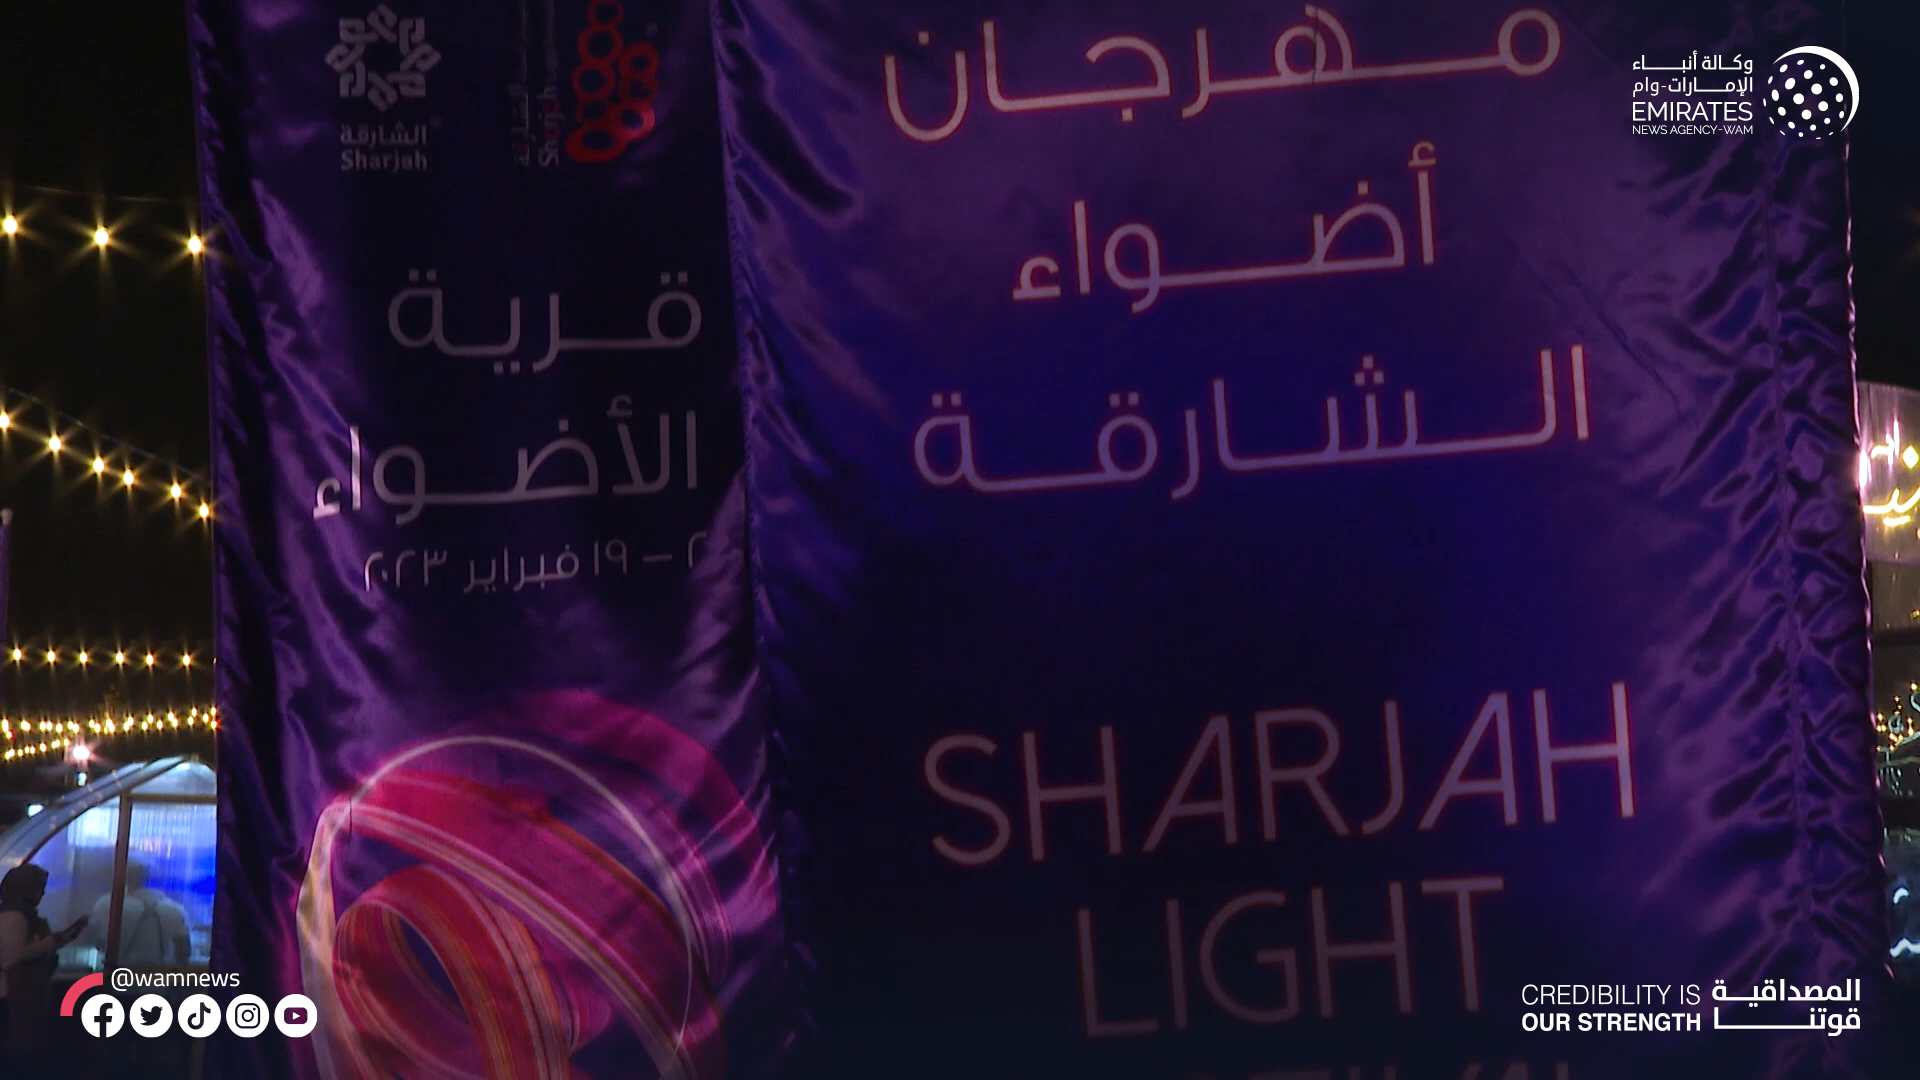 الشارقة
Sharjah
Sharjah
قرية
الأضواء
– ١٩ فبراير ٢٠٢٣
مهرجان
أضواء
الشارقة
SHARJAH
LIGHT
وكالة أنباء
الإمارات-وام
EMIRATES
NEWS AGENCY-WAM
@wamnews
CREDIBILITY IS
OUR STRENGTH
المصداقية
قوتنا